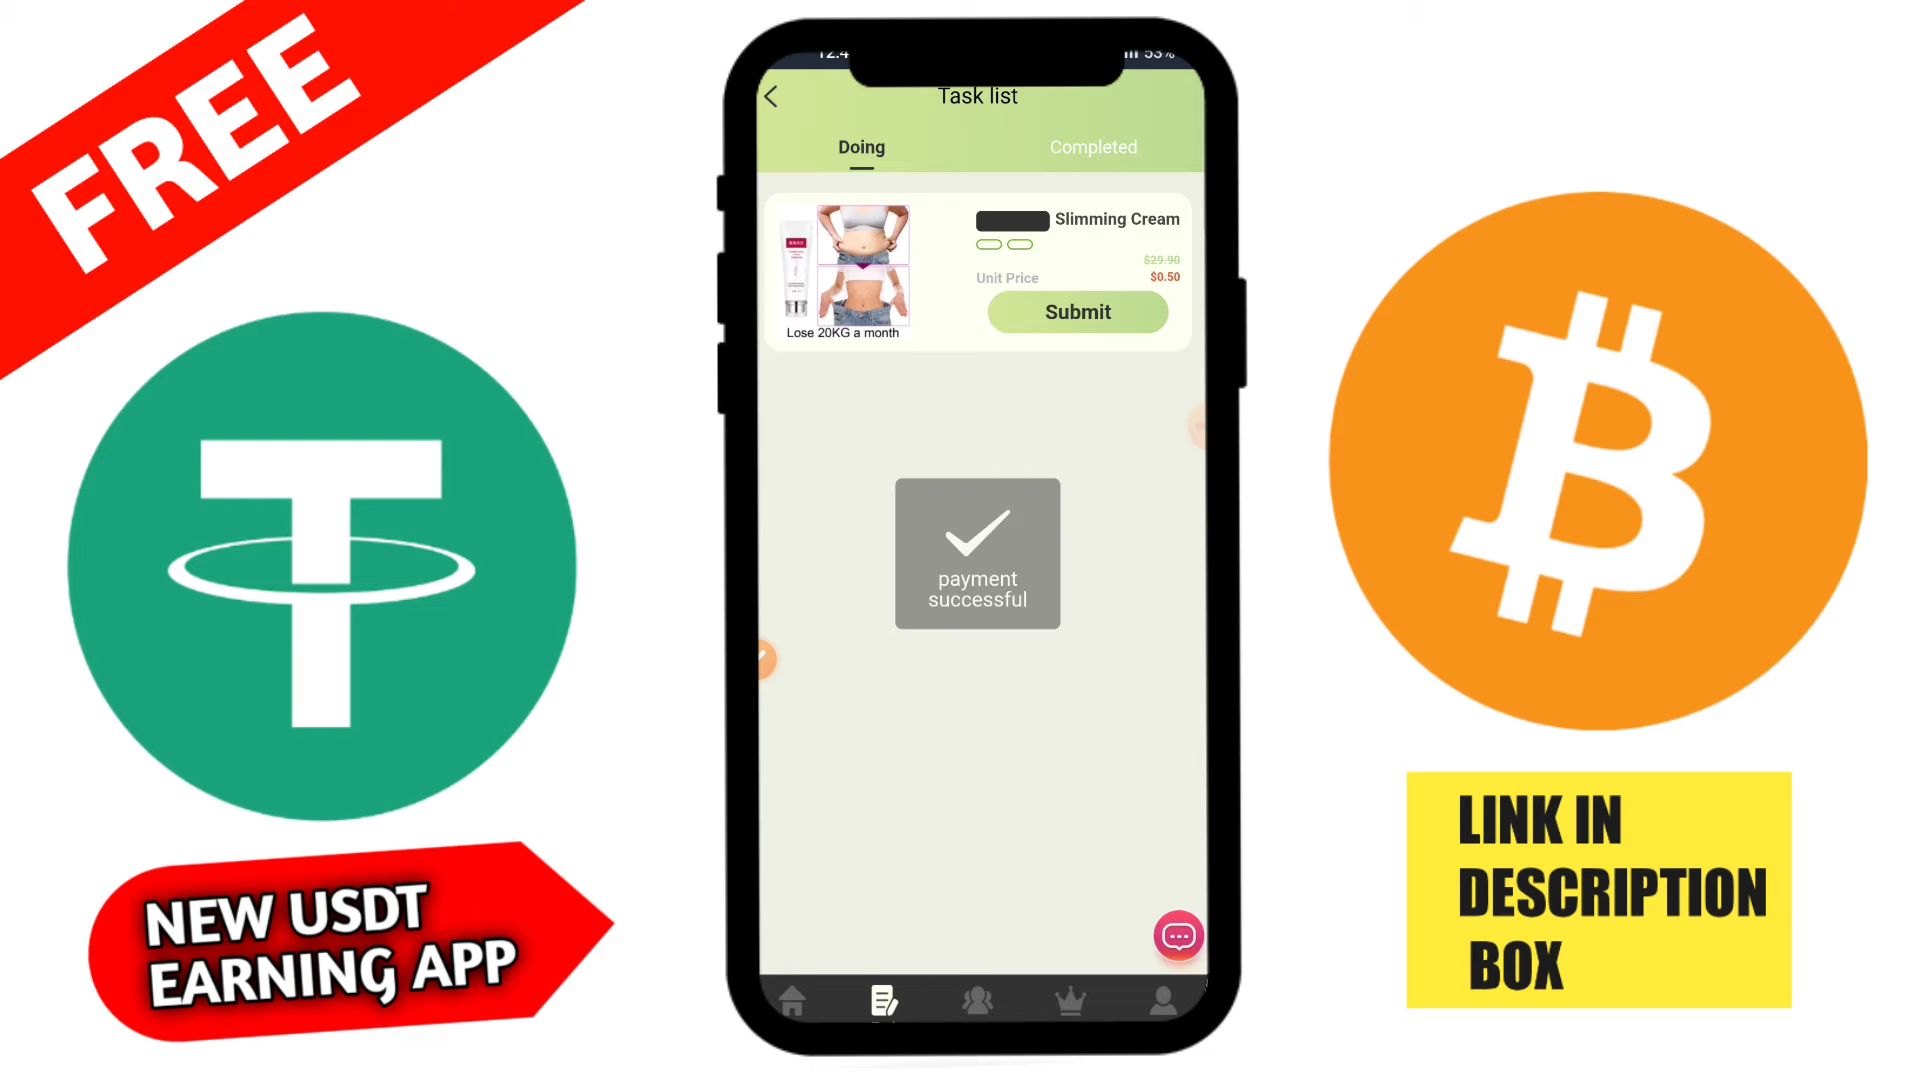 FREE
53%
Task list
Doing
Completed
Slimming Cream
$29.90
Unit Price
$0.50
Submit
Lose 20KG a month
payment
successful
NEW USDT
EARNING APP
LINK IN
DESCRIPTION
BOX